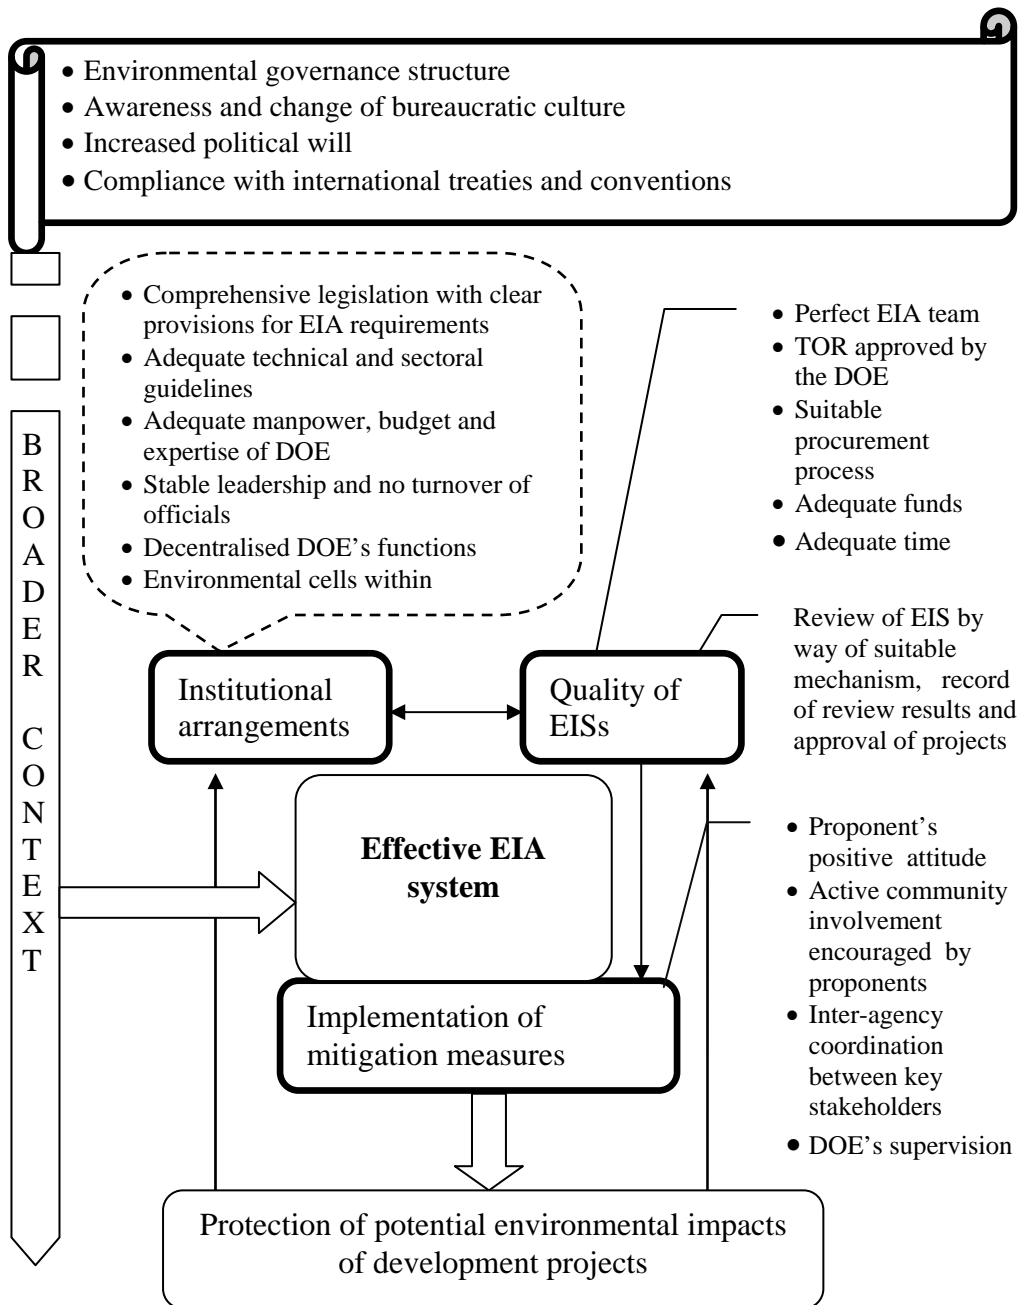 • Environmental governance structure
• Awareness and change of bureaucratic culture
• Increased political will
• Compliance with international treaties and conventions
BROADER CONTEXT
• Comprehensive legislation with clear
provisions for EIA requirements
• Adequate technical and sectoral
guidelines
• Adequate manpower, budget and
expertise of DOE
• Stable leadership and no turnover of
officials
• Decentralised DOE’s functions
• Environmental cells within
• Perfect EIA team
• TOR approved by
the DOE
• Suitable
procurement
process
• Adequate funds
• Adequate time
Institutional
arrangements
Quality of
EISs
Review of EIS by
way of suitable
mechanism, record
of review results and
approval of projects
Effective EIA
system
• Proponent’s
positive attitude
• Active community
involvement
encouraged by
proponents
• Inter-agency
coordination
between key
stakeholders
• DOE’s supervision
Implementation of
mitigation measures
Protection of potential environmental impacts
of development projects